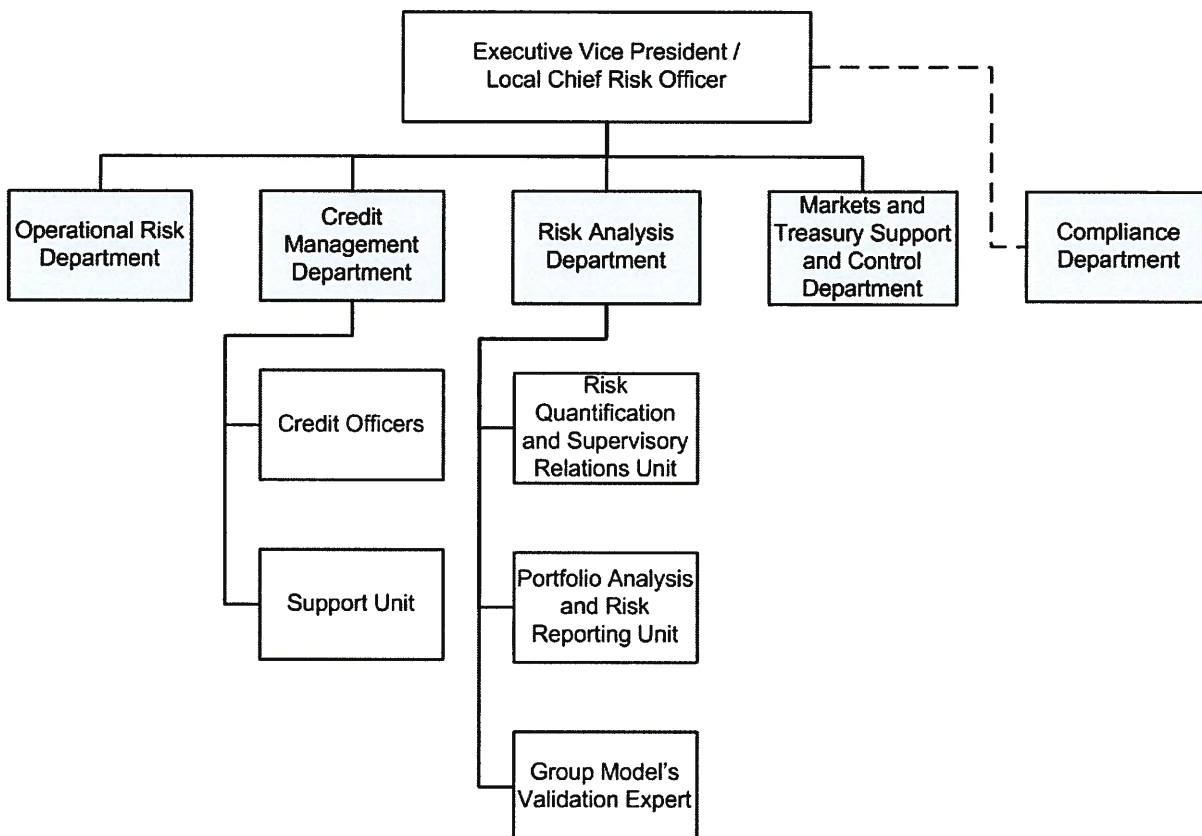 Executive Vice President /
Local Chief Risk Officer
Operational Risk
Department
Credit
Management
Department
Risk Analysis
Department
Markets and
Treasury Support
and Control
Department
Compliance
Department
Credit Officers
Risk
Quantification
and Supervisory
Relations Unit
Support Unit
Portfolio Analysis
and Risk
Reporting Unit
Group Model's
Validation Expert